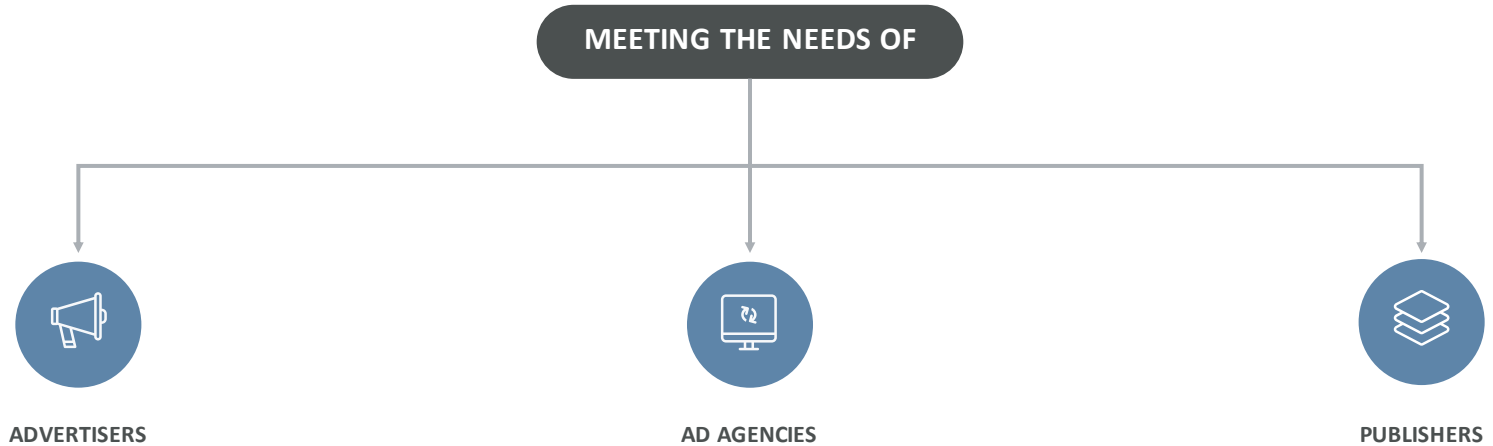 MEETING THE NEEDS OF
ADVERTISERS
AD AGENCIES
PUBLISHERS